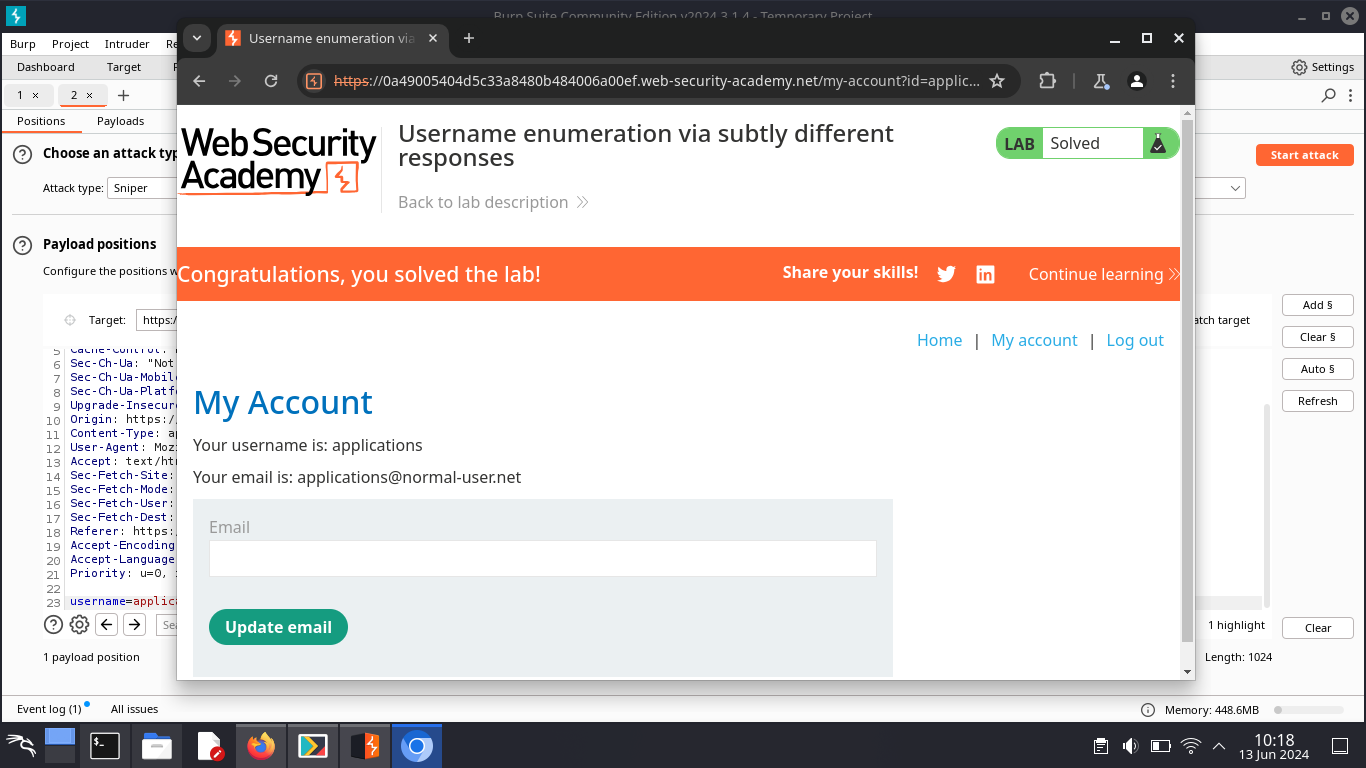 Burp Suite Community Edition v2024.3.1.4 - Temporary Project
Burp Project Intruder
Dashboard Target
Settings
1 × 2 × +
Positions Payloads
Choose an attack
Start attack
Attack type: Sniper
Payload positions
Configure the positions
Target: https:/
target
Add §
Clear §
Auto §
Refresh
5 Cache-Control:
6 Sec-Ch-Ua: "Not
7 Sec-Ch-Ua-Mobil
8 Sec-Ch-Ua-Platf
9 Upgrade-Insecur
10 Origin: https:/
11 Content-Type:
12 User-Agent: Mozi
13 Accept: text/ht
14 Sec-Fetch-Site:
15 Sec-Fetch-Mode:
16 Sec-Fetch-User:
17 Sec-Fetch-Dest:
18 Referer: https:
19 Accept-Encoding
20 Accept-Language
21 Priority: u=0,
22
23 username=applic
1 highlight
Clear
1 payload position
Length: 1024
Event log (1) All issues
Memory: 448.6MB
Username enumeration via
https://0a49005404d5c33a8480b484006a00ef.web-security-academy.net/my-account?id=applic...
Web Security
Academy
Username enumeration via subtly different
responses
Back to lab description
LAB Solved
Congratulations, you solved the lab!
Share your skills!
Continue learning
Home | My account | Log out
My Account
Your username is: applications
Your email is: applications@normal-user.net
Email
Update email
10:18
13 Jun 2024